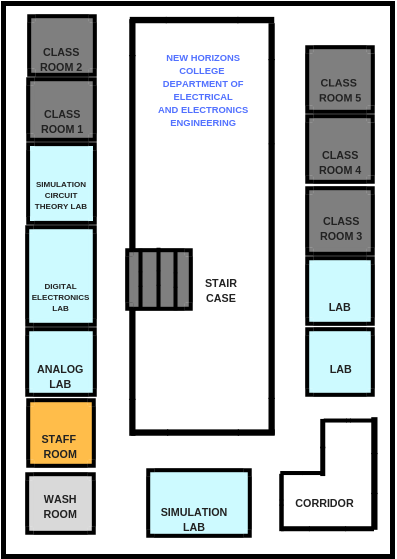 CLASS
ROOM 2
CLASS
ROOM 1
SIMULATION
CIRCUIT
THEORY LAB
DIGITAL
ELECTRONICS
LAB
ANALOG
LAB
STAFF
ROOM
WASH
ROOM
NEW HORIZONS
COLLEGE
DEPARTMENT OF
ELECTRICAL
AND ELECTRONICS
ENGINEERING
STAIR
CASE
SIMULATION
LAB
CLASS
ROOM 5
CLASS
ROOM 4
CLASS
ROOM 3
LAB
LAB
CORRIDOR